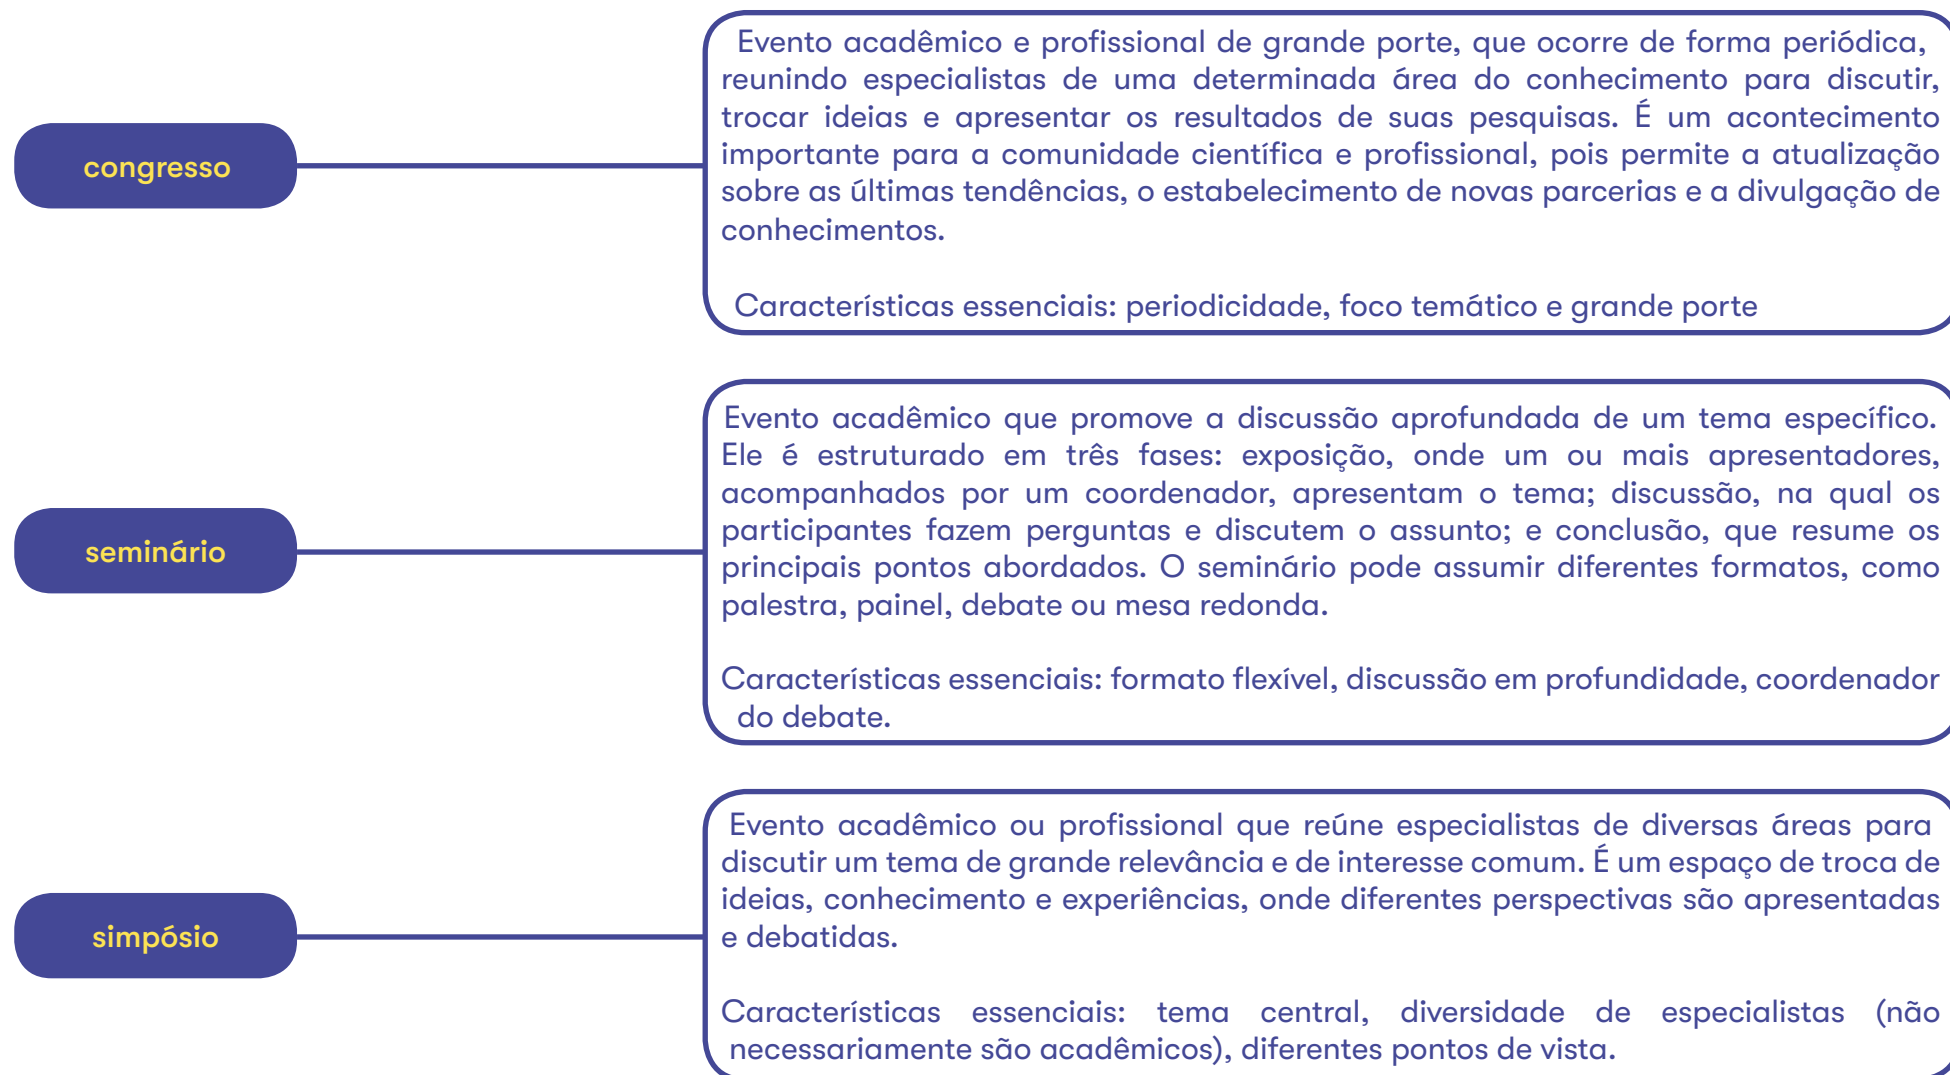 congresso
Evento acadêmico e profissional de grande porte, que ocorre de forma periódica,
reunindo especialistas de uma determinada área do conhecimento para discutir,
trocar ideias e apresentar os resultados de suas pesquisas. É um acontecimento
importante para a comunidade científica e profissional, pois permite a atualização
sobre as últimas tendências, o estabelecimento de novas parcerias e a divulgação de
conhecimentos.
Características essenciais: periodicidade, foco temático e grande porte
seminário
Evento acadêmico que promove a discussão aprofundada de um tema específico.
Ele é estruturado em três fases: exposição, onde um ou mais apresentadores,
acompanhados por um coordenador, apresentam o tema; discussão, na qual os
participantes fazem perguntas e discutem o assunto; e conclusão, que resume os
principais pontos abordados. O seminário pode assumir diferentes formatos, como
palestra, painel, debate ou mesa redonda.
Características essenciais: formato flexível, discussão em profundidade, coordenador
do debate.
simpósio
Evento acadêmico ou profissional que reúne especialistas de diversas áreas para
discutir um tema de grande relevância e de interesse comum. É um espaço de troca de
ideias, conhecimento e experiências, onde diferentes perspectivas são apresentadas
e debatidas.
Características essenciais: tema central, diversidade de especialistas (não
necessariamente são acadêmicos), diferentes pontos de vista.